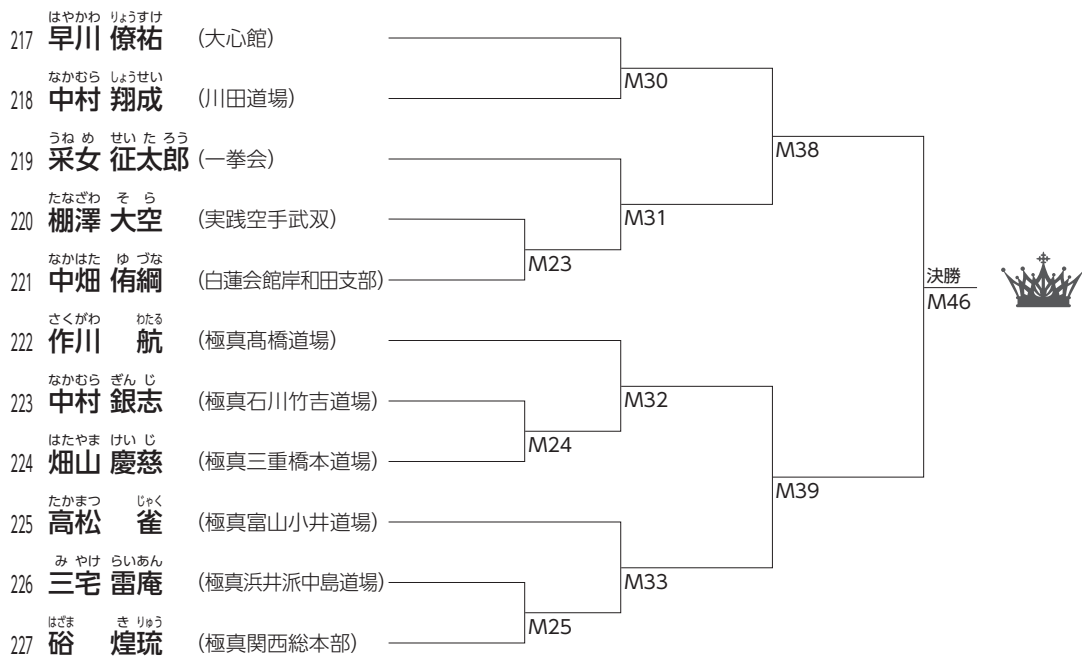 はやかわ りょうすけ
217 早川 僚祐 (大心館)
M30
なかむら しょうせい
218 中村 翔成 (川田道場)
M38
うねめ せいたろう
219 采女 征太郎 (一拳会)
M31
たなざわ そら
220 棚澤 大空 (実践空手武双)
M23
なかはた ゆづな
221 中畑 侑綱 (白蓮会館岸和田支部)
決勝
M46
さくがわ わたる
222 作川 航 (極真髙橋道場)
M32
なかむら ぎんじ
223 中村 銀志 (極真石川竹吉道場)
M24
はたやま けいじ
224 畑山 慶慈 (極真三重橋本道場)
M39
たかまつ じゃく
225 高松 雀 (極真富山小井道場)
M33
みやけ らいあん
226 三宅 雷庵 (極真浜井派中島道場)
M25
はざま きりゅう
227 硲 煌琉 (極真関西総本部)